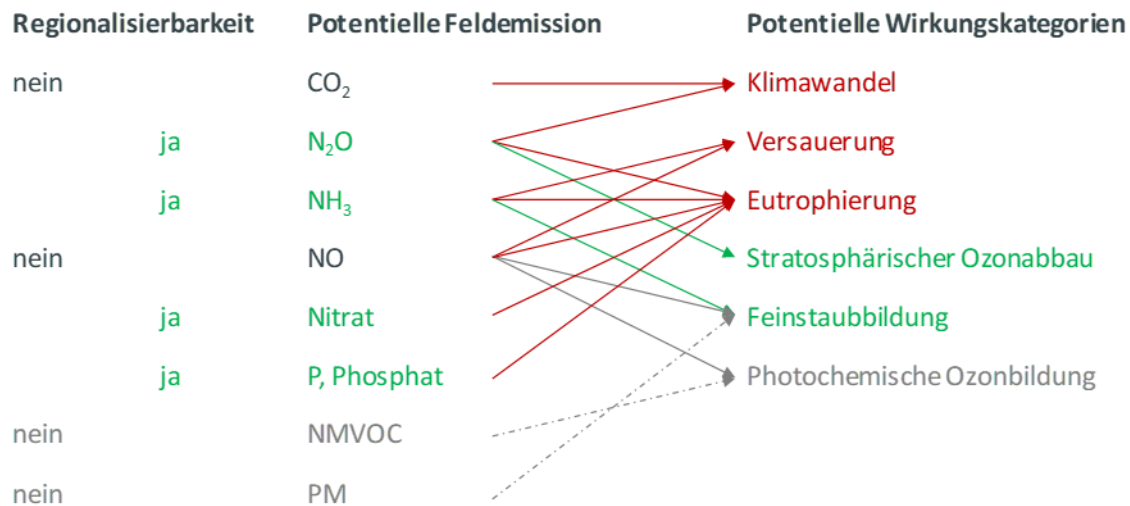 Regionalisierbarkeit Potentielle Feldemission Potentielle Wirkungskategorien
nein CO₂ Klimawandel
ja N₂O Versauerung
ja NH₃ Eutrophierung
nein NO Stratosphärischer Ozonabbau
ja Nitrat Feinstaubbildung
ja P, Phosphat Photochemische Ozonbildung
nein NMVOC
nein PM